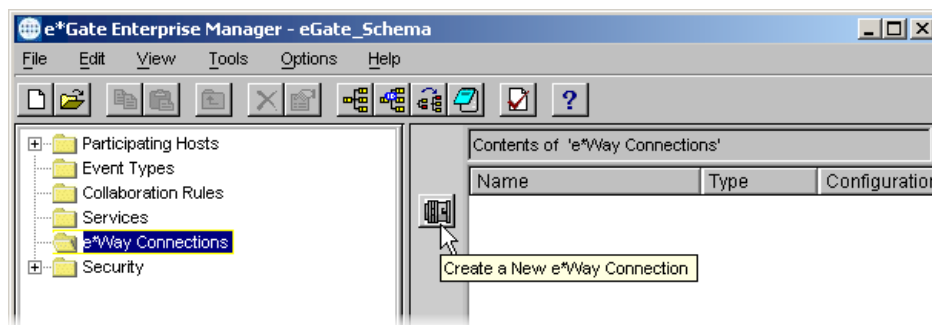 e*Gate Enterprise Manager - eGate_Schema
File Edit View Tools Options Help
?
Participating Hosts
Event Types
Collaboration Rules
Services
e*Way Connections
Security
Contents of 'e*Way Connections'
Name Type Configuration
Create a New e*Way Connection